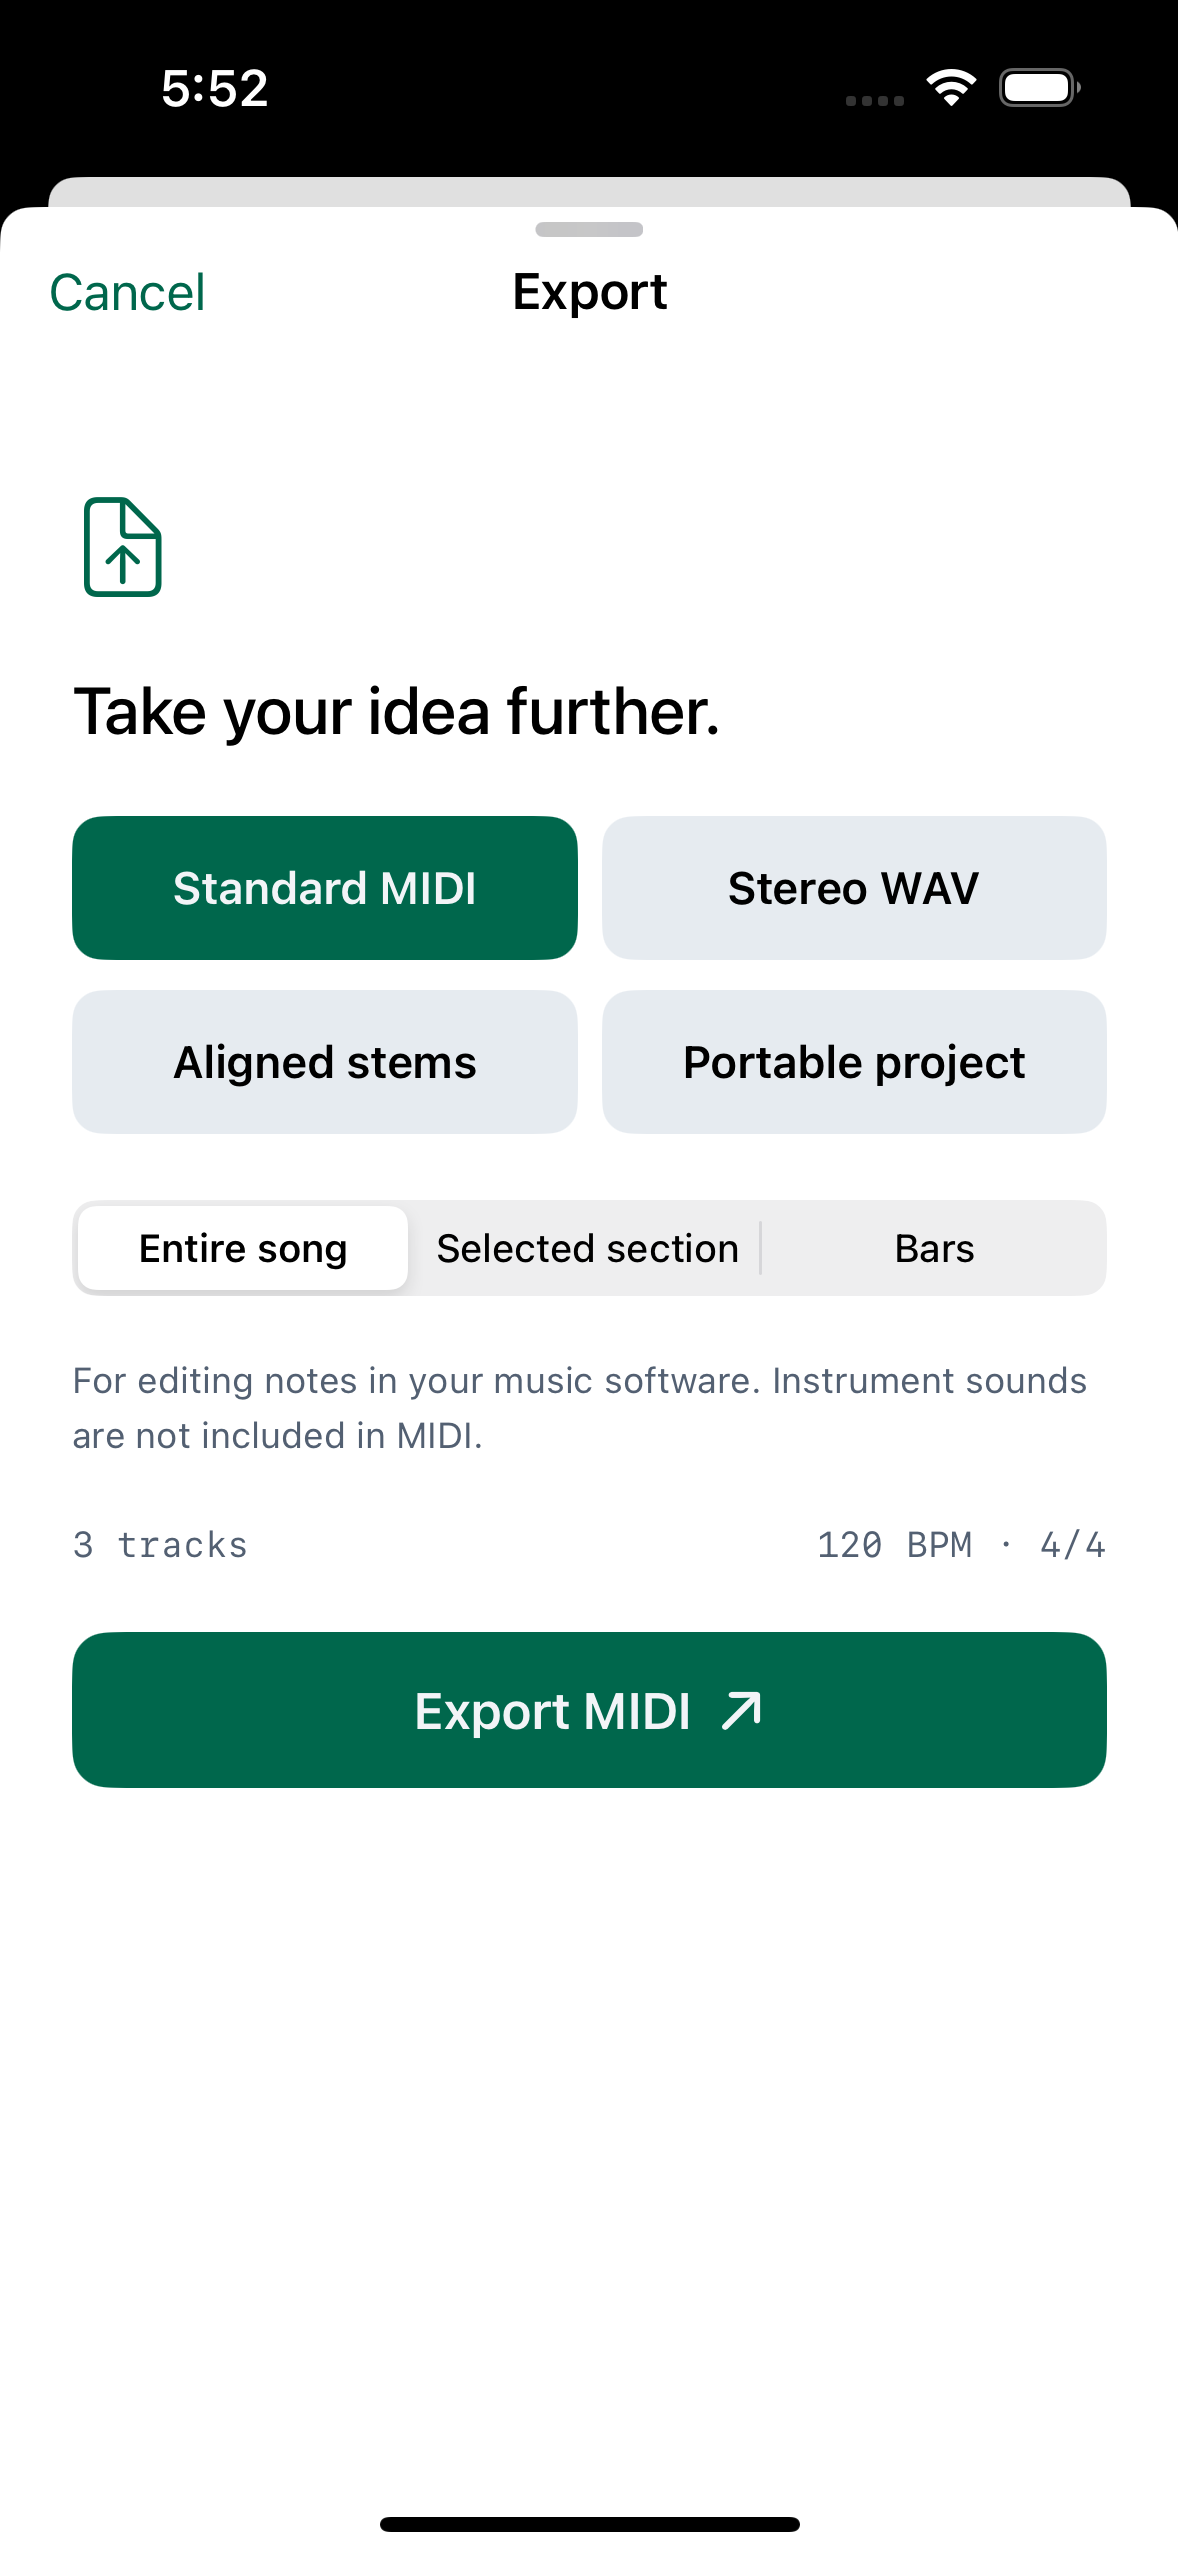 5:52
Cancel
Export
Take your idea further.
Standard MIDI
Stereo WAV
Aligned stems
Portable project
Entire song
Selected section
Bars
For editing notes in your music software. Instrument sounds
are not included in MIDI.
3 tracks
120 BPM · 4/4
Export MIDI